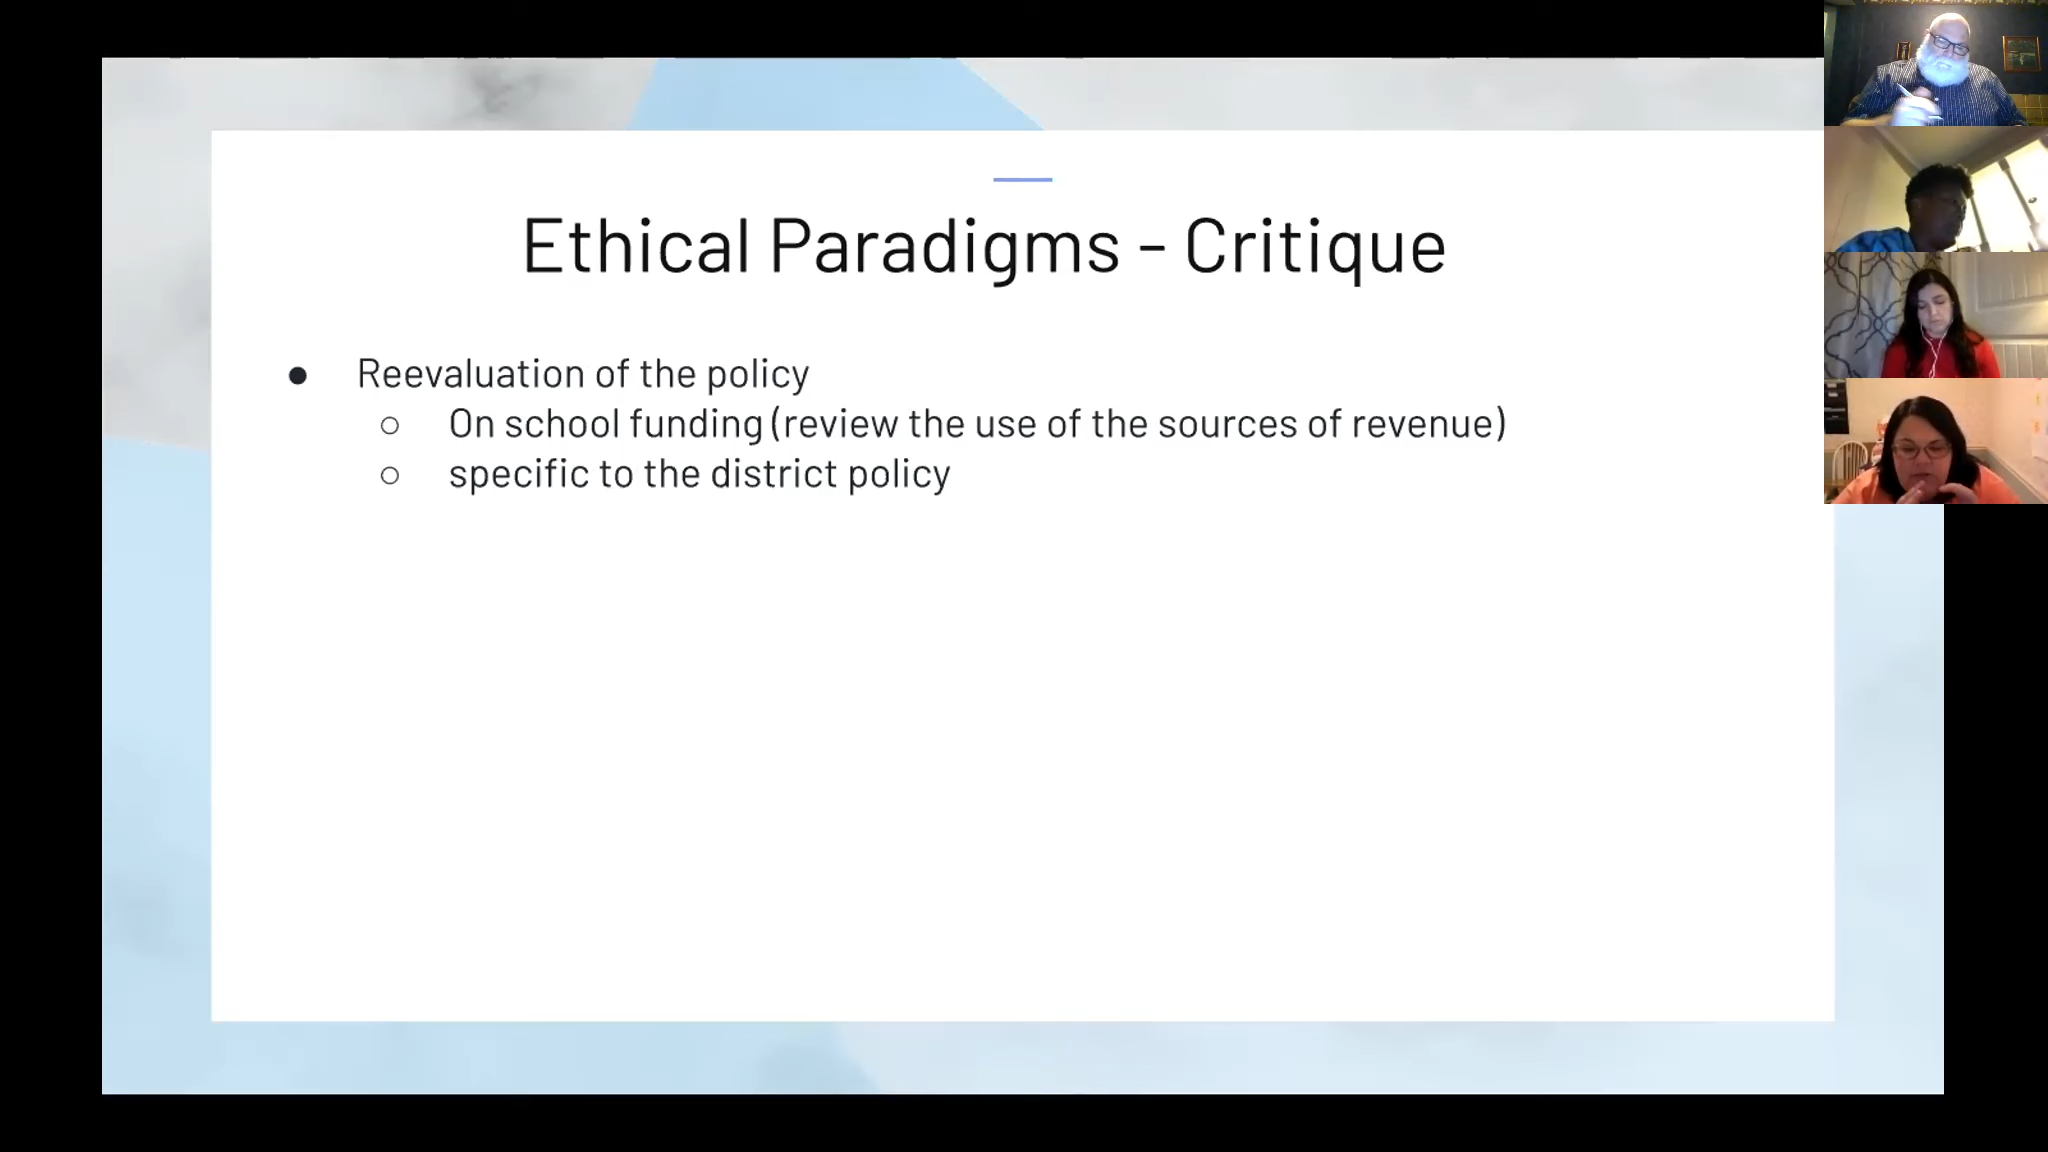 Ethical Paradigms - Critique
● Reevaluation of the policy
○ On school funding (review the use of the sources of revenue)
○ specific to the district policy